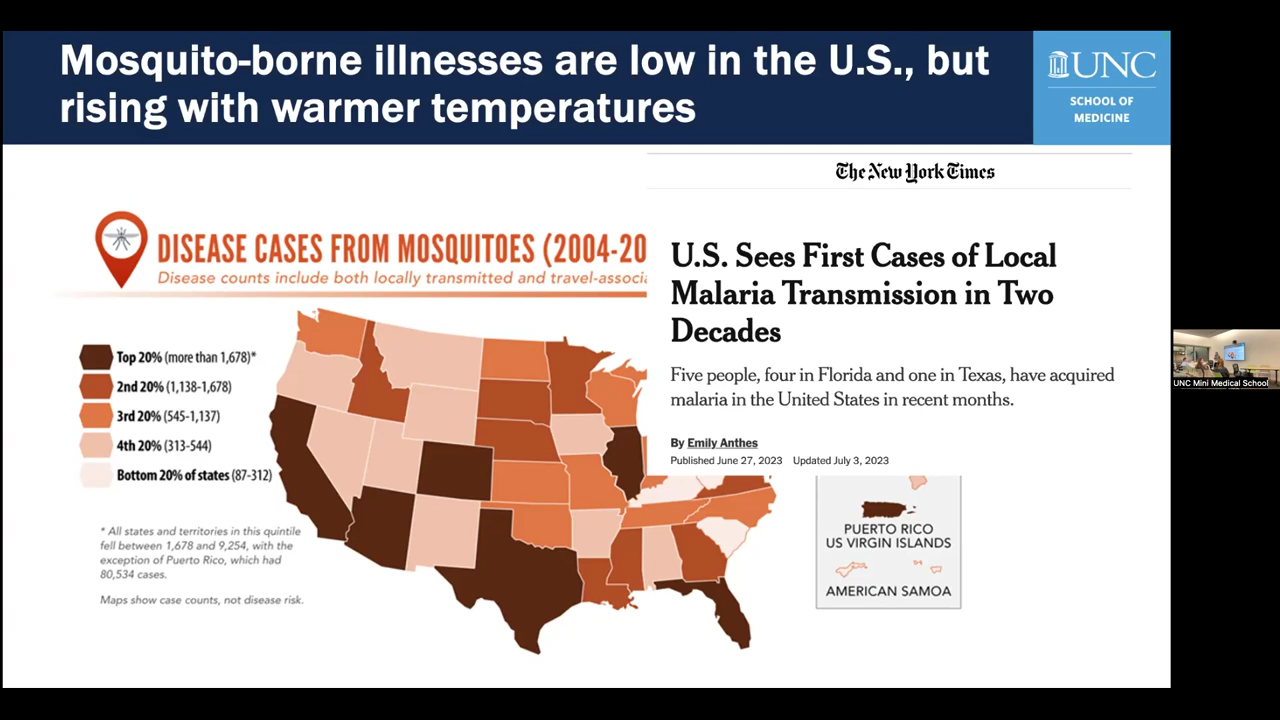 Mosquito-borne illnesses are low in the U.S., but
rising with warmer temperatures
UNC
SCHOOL OF
MEDICINE
The New York Times
DISEASE CASES FROM MOSQUITOES (2004-20
Disease counts include both locally transmitted and travel-associa
U.S. Sees First Cases of Local
Malaria Transmission in Two
Decades
Five people, four in Florida and one in Texas, have acquired
malaria in the United States in recent months.
By Emily Anthes
Published June 27, 2023 Updated July 3, 2023
Top 20% (more than 1,678)*
2nd 20% (1,138-1,678)
3rd 20% (545-1,137)
4th 20% (313-544)
Bottom 20% of states (87-312)
* All states and territories in this quintile
fell between 1,678 and 9,254, with the
exception of Puerto Rico, which had
80,534 cases.
Maps show case counts, not disease risk.
PUERTO RICO
US VIRGIN ISLANDS
AMERICAN SAMOA
UNC Mini Medical School